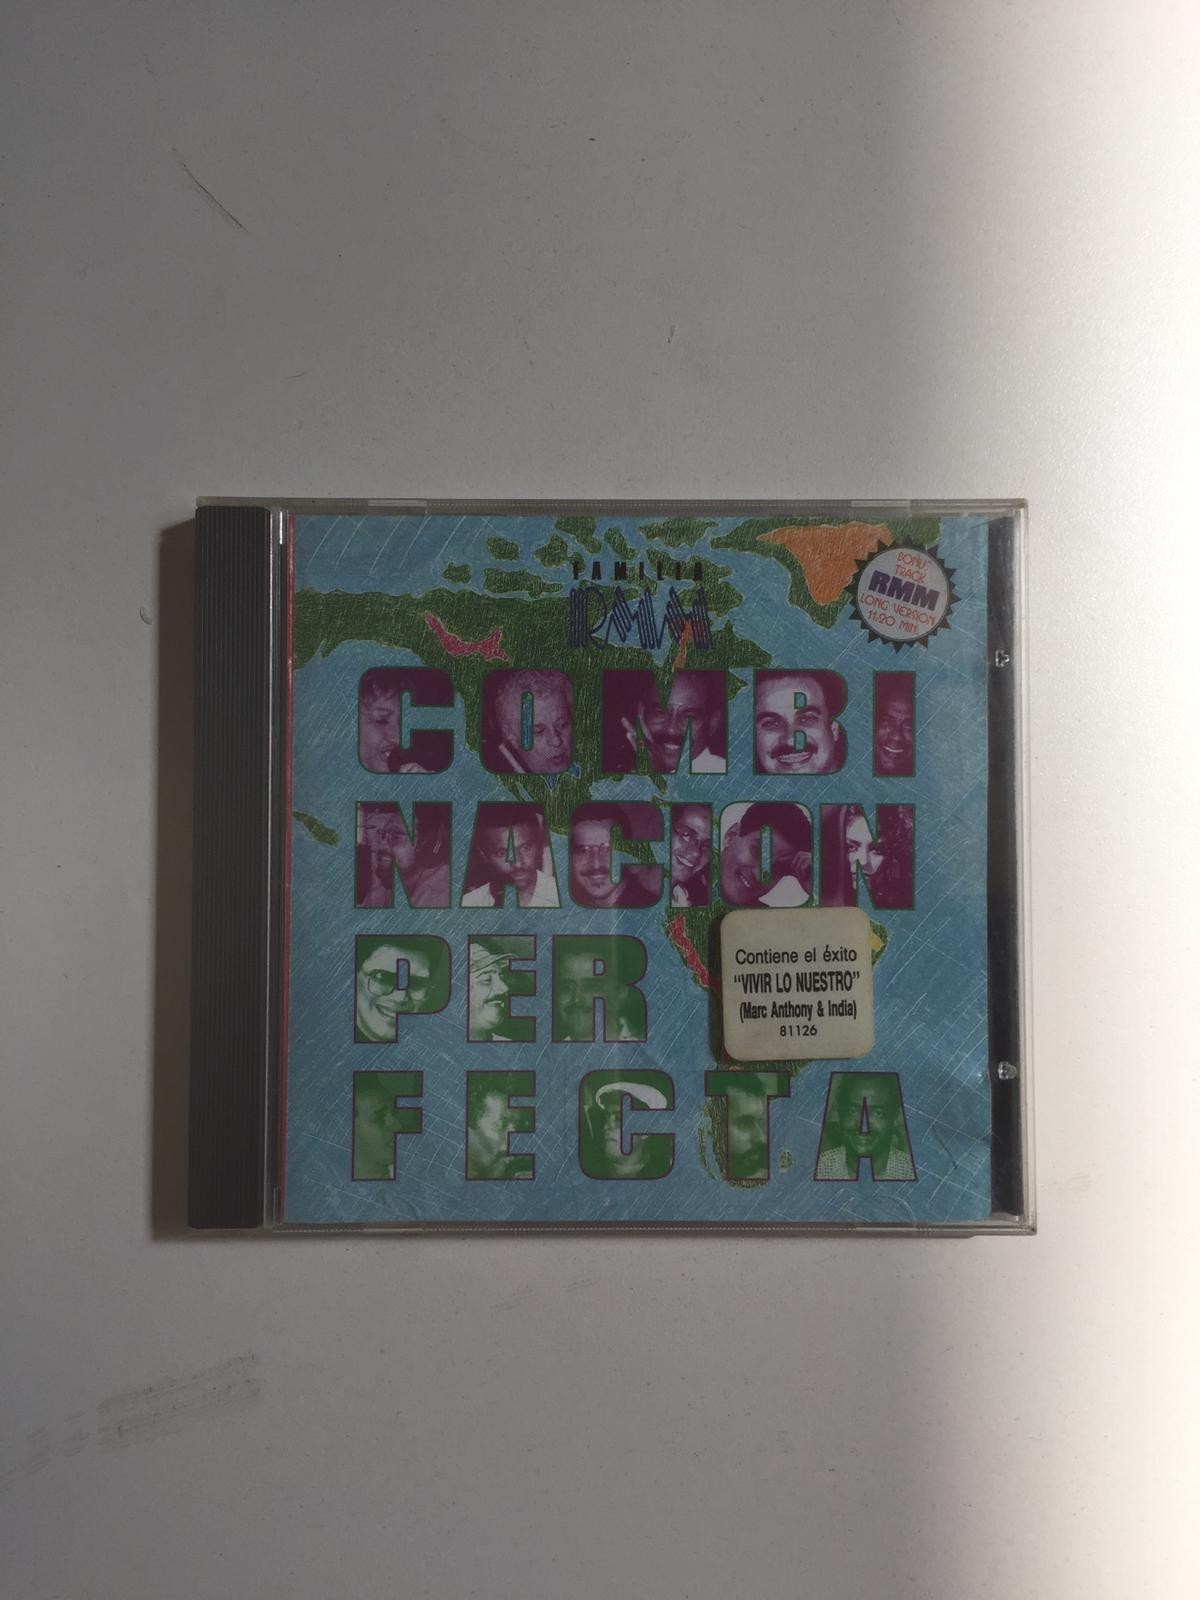 FAMILIA
RMM
BONUS
TRACK
RMM
LONG VERSION
11:20 MIN.
COMBI
NACION
PER
FECTA
Contiene el éxito
"VIVIR LO NUESTRO"
(Marc Anthony & India)
81126